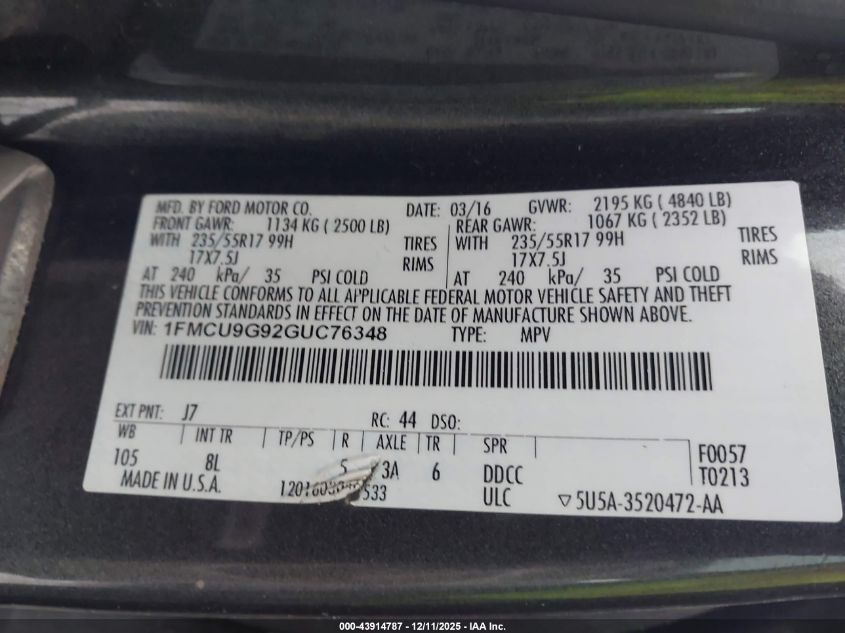 MFD. BY FORD MOTOR CO. DATE: 03/16 GVWR: 2195 KG ( 4840 LB)
FRONT GAWR: 1134 KG ( 2500 LB) REAR GAWR: 1067 KG ( 2352 LB)
WITH 235/55R17 99H TIRES WITH 235/55R17 99H TIRES
17X7.5J RIMS 17X7.5J RIMS
AT 240 kPa/ 35 PSI COLD AT 240 kPa/ 35 PSI COLD
THIS VEHICLE CONFORMS TO ALL APPLICABLE FEDERAL MOTOR VEHICLE SAFETY AND THEFT
PREVENTION STANDARDS IN EFFECT ON THE DATE OF MANUFACTURE SHOWN ABOVE.
VIN: 1FMCU9G92GUC76348 TYPE: MPV
EXT PNT: J7 RC: 44 DSO:
WB INT TR TP/PS R AXLE TR SPR F0057
105 8L 5 3A 6 DDCC T0213
MADE IN U.S.A. ULC ▽5U5A-3520472-AA
000-43914787 - 12/11/2025 - IAA Inc.